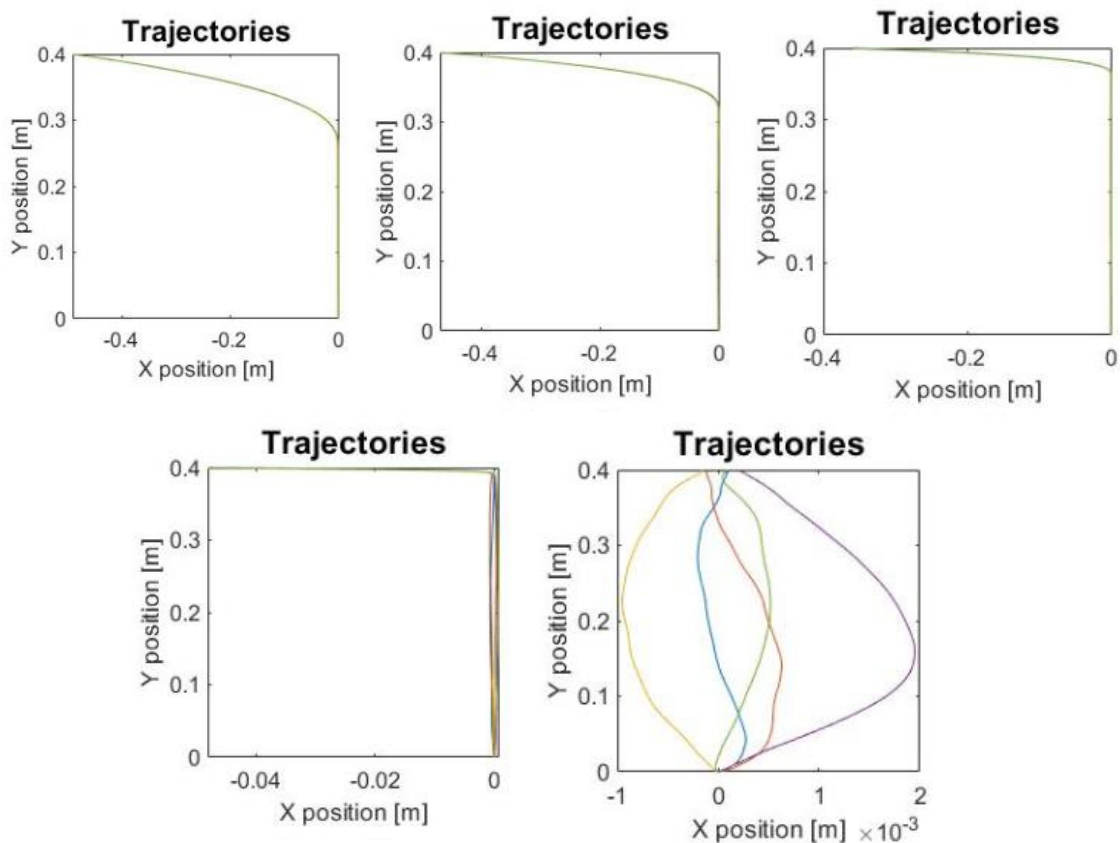 Trajectories
Y position [m]
0.4
0.3
0.2
0.1
0
-0.4
-0.2
0
X position [m]
Trajectories
Y position [m]
0.4
0.3
0.2
0.1
0
-0.4
-0.2
0
X position [m]
Trajectories
Y position [m]
0.4
0.3
0.2
0.1
0
-0.4
-0.2
0
X position [m]
Trajectories
Y position [m]
0.4
0.3
0.2
0.1
0
-0.04
-0.02
0
X position [m]
Trajectories
Y position [m]
0.4
0.3
0.2
0.1
0
-1
0
1
2
X position [m] ×10⁻³